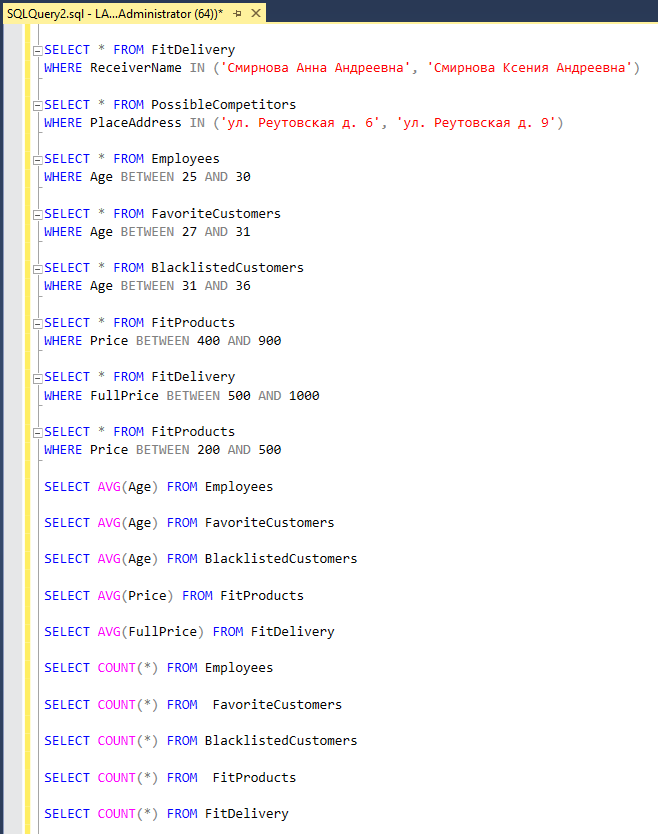 SQLQuery2.sql - LA...Administrator (64))*
SELECT * FROM FitDelivery
WHERE ReceiverName IN ('Смирнова Анна Андреевна', 'Смирнова Ксения Андреевна')
SELECT * FROM PossibleCompetitors
WHERE PlaceAddress IN ('ул. Реутовская д. 6', 'ул. Реутовская д. 9')
SELECT * FROM Employees
WHERE Age BETWEEN 25 AND 30
SELECT * FROM FavoriteCustomers
WHERE Age BETWEEN 27 AND 31
SELECT * FROM BlacklistedCustomers
WHERE Age BETWEEN 31 AND 36
SELECT * FROM FitProducts
WHERE Price BETWEEN 400 AND 900
SELECT * FROM FitDelivery
WHERE FullPrice BETWEEN 500 AND 1000
SELECT * FROM FitProducts
WHERE Price BETWEEN 200 AND 500
SELECT AVG(Age) FROM Employees
SELECT AVG(Age) FROM FavoriteCustomers
SELECT AVG(Age) FROM BlacklistedCustomers
SELECT AVG(Price) FROM FitProducts
SELECT AVG(FullPrice) FROM FitDelivery
SELECT COUNT(*) FROM Employees
SELECT COUNT(*) FROM  FavoriteCustomers
SELECT COUNT(*) FROM BlacklistedCustomers
SELECT COUNT(*) FROM  FitProducts
SELECT COUNT(*) FROM FitDelivery